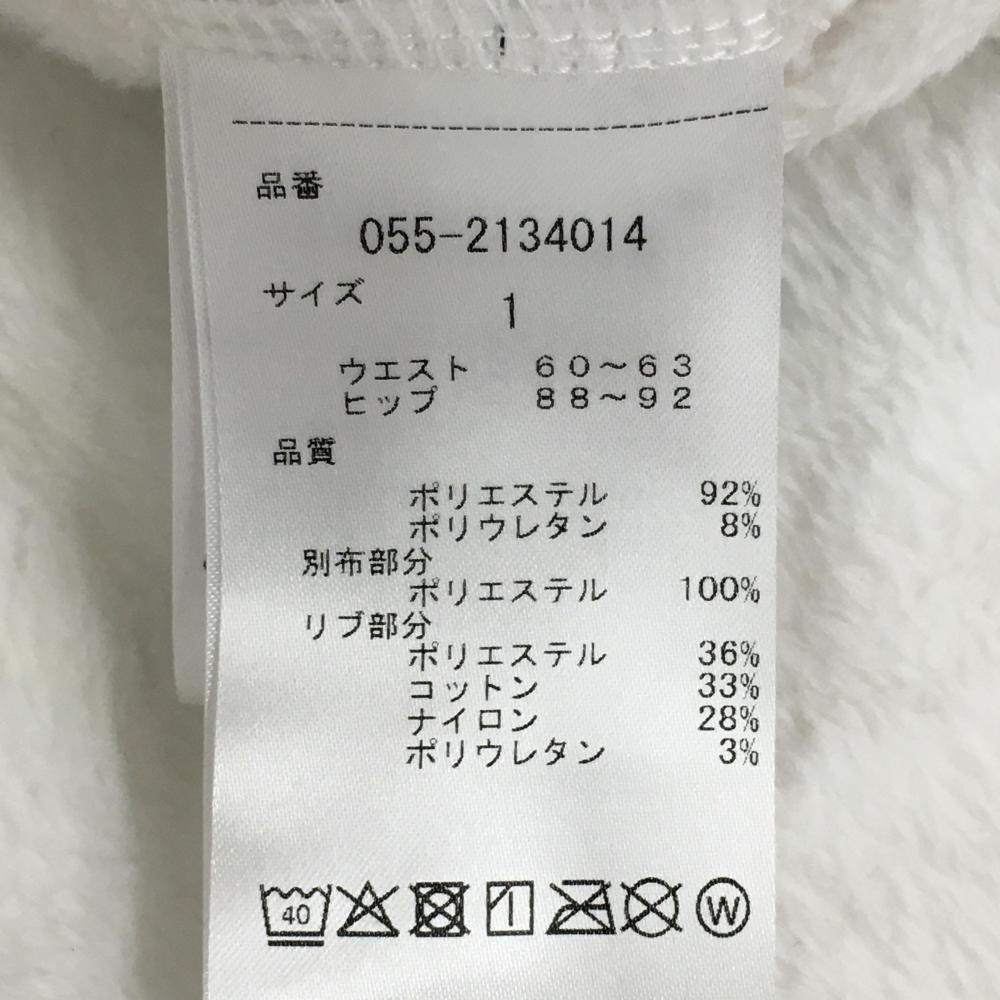 品番
055-2134014
サイズ 1
ウエスト 60～63
ヒップ 88～92
品質
ポリエステル 92%
ポリウレタン 8%
別布部分
ポリエステル 100%
リブ部分
ポリエステル 36%
コットン 33%
ナイロン 28%
ポリウレタン 3%
40 W